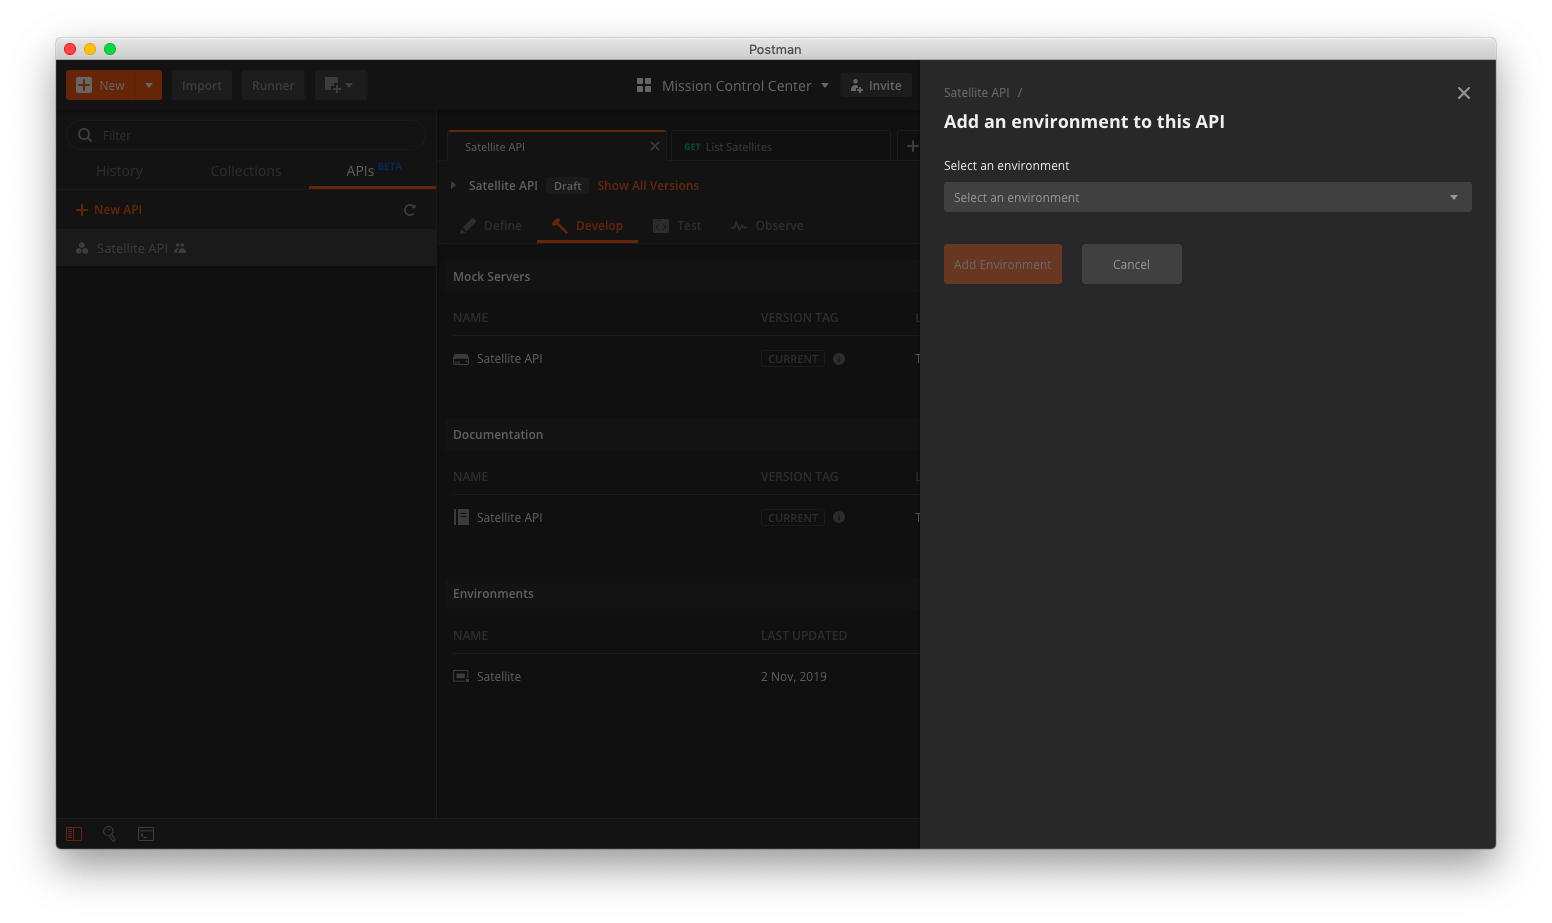 Postman
New
Import
Runner
Mission Control Center
Invite
Filter
History
Collections
APIs BETA
New API
Satellite API
Satellite API
GET List Satellites
Satellite API Draft Show All Versions
Define
Develop
Test
Observe
Mock Servers
NAME VERSION TAG L
Satellite API CURRENT T
Documentation
NAME VERSION TAG L
Satellite API CURRENT T
Environments
NAME LAST UPDATED
Satellite 2 Nov, 2019
Satellite API /
Add an environment to this API
Select an environment
Select an environment
Add Environment
Cancel